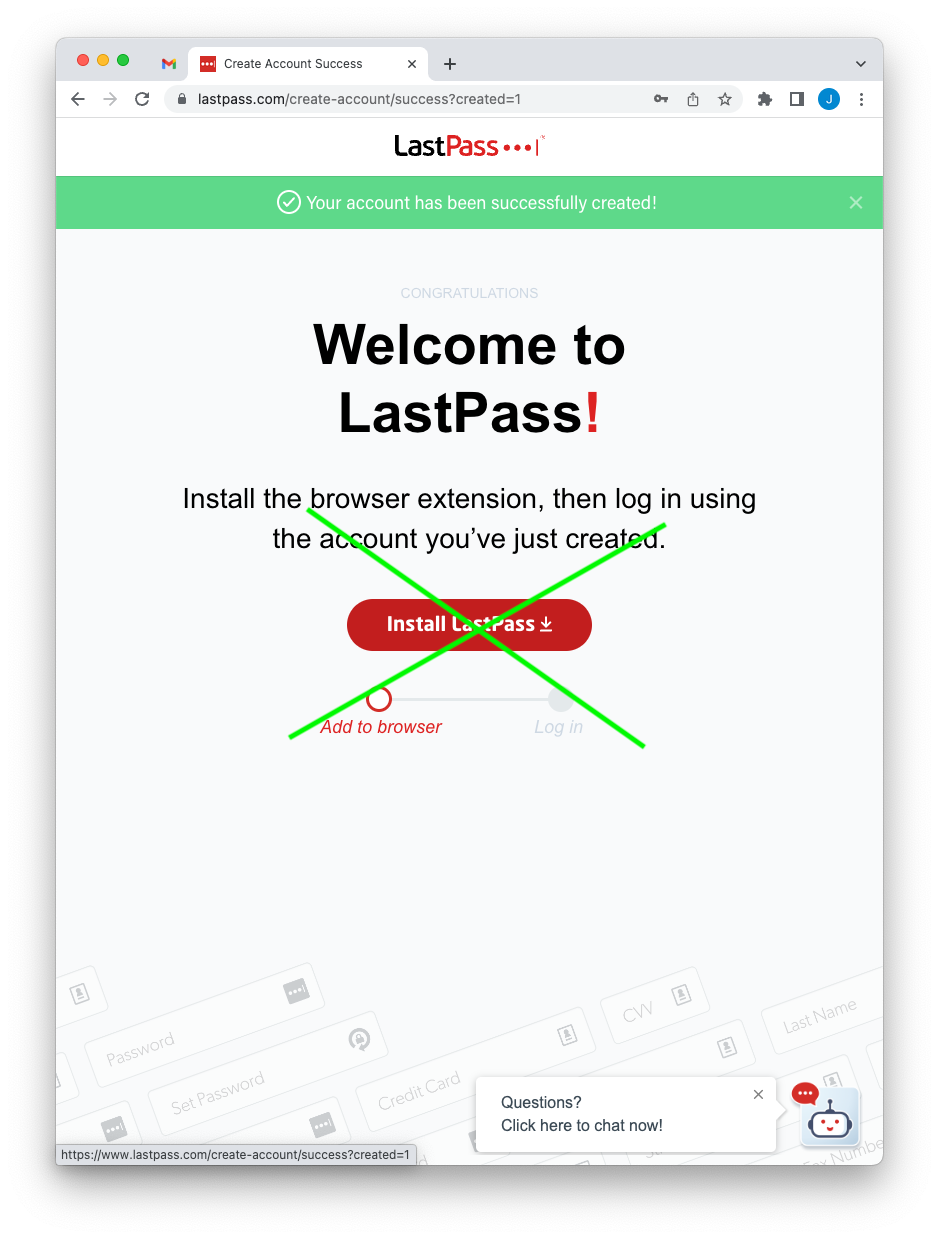 Create Account Success
lastpass.com/create-account/success?created=1
J
LastPass
Your account has been successfully created!
CONGRATULATIONS
Welcome to
LastPass!
Install the browser extension, then log in using
the account you’ve just created.
Install LastPass
Add to browser
Log in
Password
Set Password
Credit Card
CVV
Last Name
Questions?
Click here to chat now!
Fax Number
https://www.lastpass.com/create-account/success?created=1